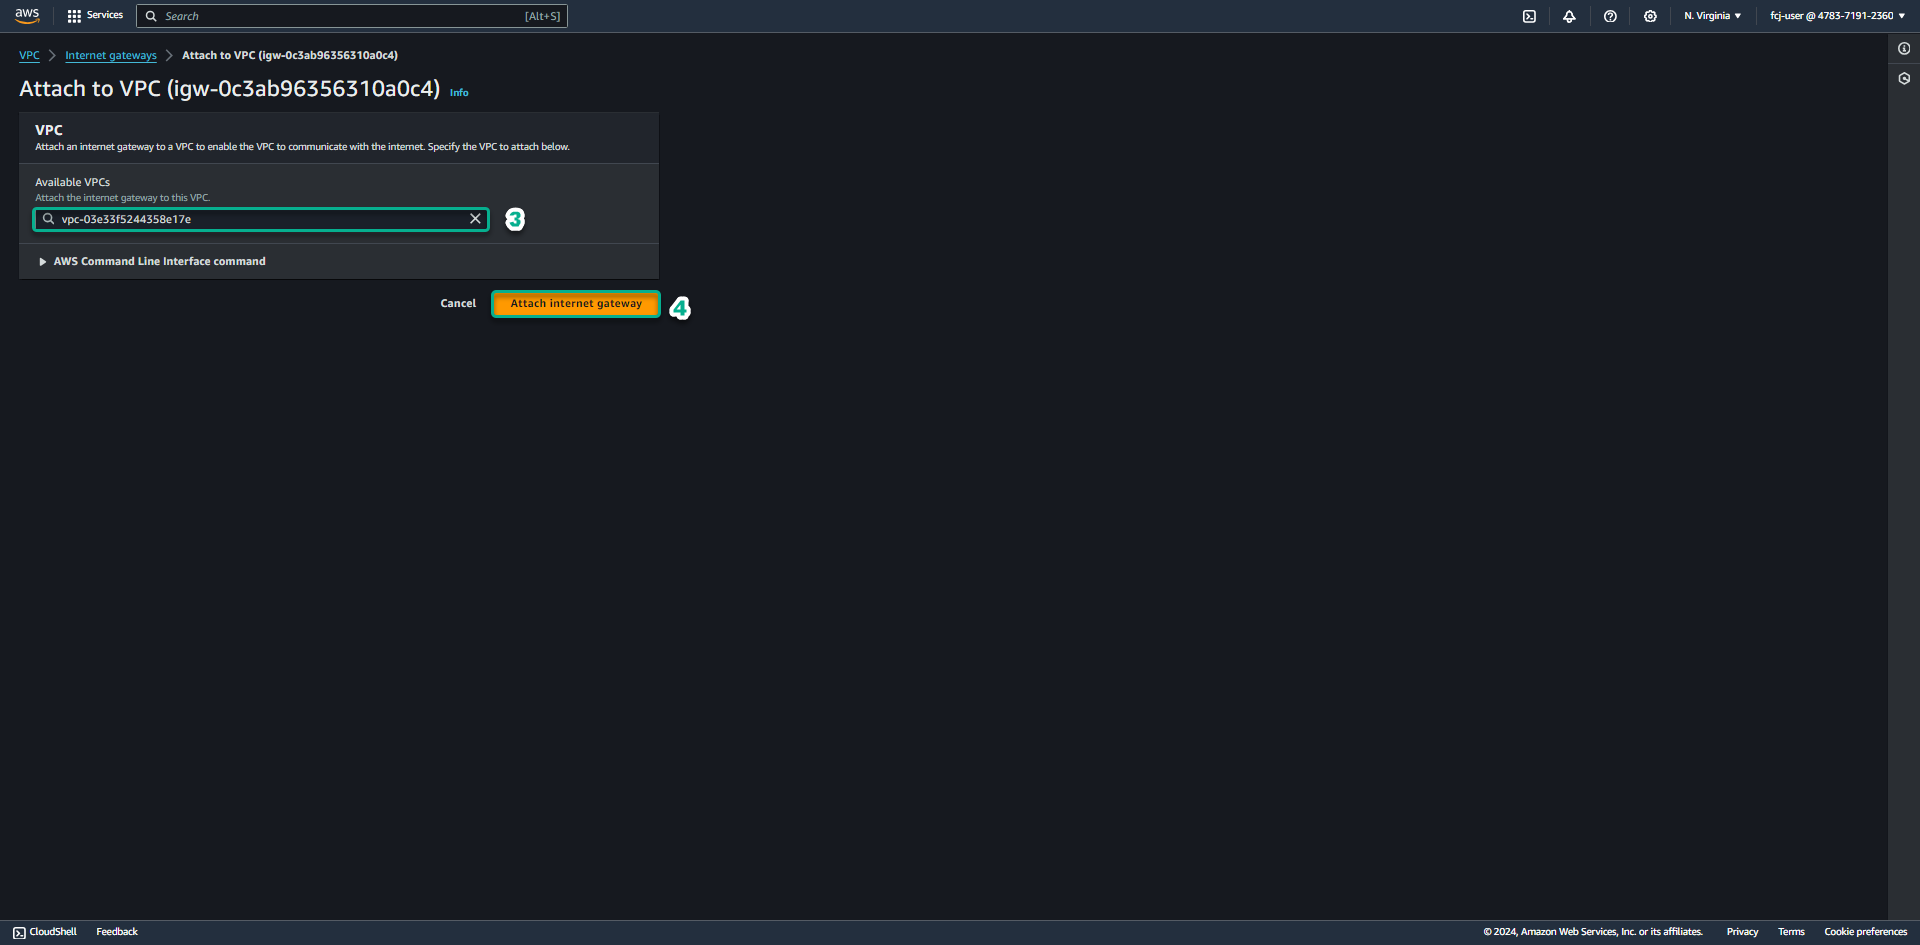 aws Services Search [Alt+S] N. Virginia ▼ fcj-user @ 4783-7191-2360 ▼
VPC > Internet gateways > Attach to VPC (igw-0c3ab96356310a0c4)
Attach to VPC (igw-0c3ab96356310a0c4) Info
VPC
Attach an internet gateway to a VPC to enable the VPC to communicate with the internet. Specify the VPC to attach below.
Available VPCs
Attach the internet gateway to this VPC.
vpc-03e33f5244358e17e 3
AWS Command Line Interface command
Cancel Attach internet gateway 4
CloudShell Feedback © 2024, Amazon Web Services, Inc. or its affiliates. Privacy Terms Cookie preferences